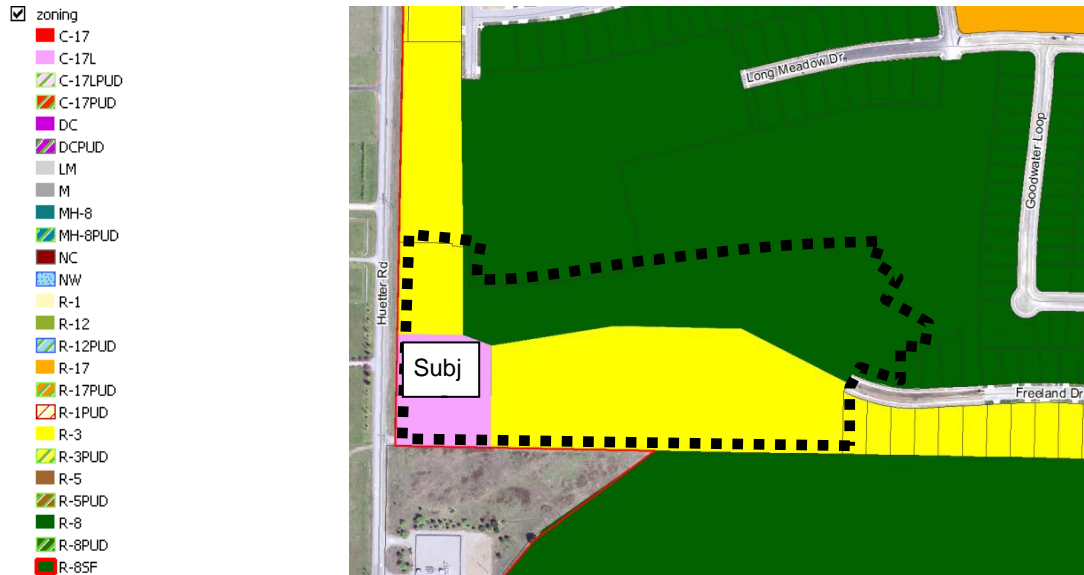 zoning
C-17
C-17L
C-17LPUD
C-17PUD
DC
DCPUD
LM
M
MH-8
MH-8PUD
NC
NW
R-1
R-12
R-12PUD
R-17
R-17PUD
R-1PUD
R-3
R-3PUD
R-5
R-5PUD
R-8
R-8PUD
R-8SF
Long Meadow Dr
Goodwater Loop
Huetter Rd
Subj
Freeland Dr